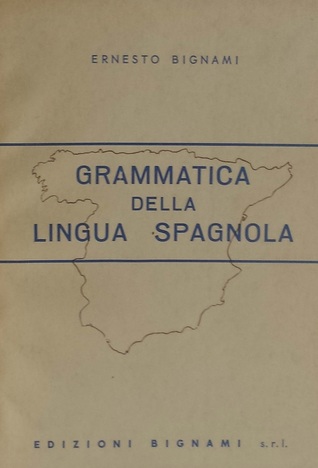 ERNESTO BIGNAMI
GRAMMATICA
DELLA
LINGUA SPAGNOLA
EDIZIONI BIGNAMI s.r.l.